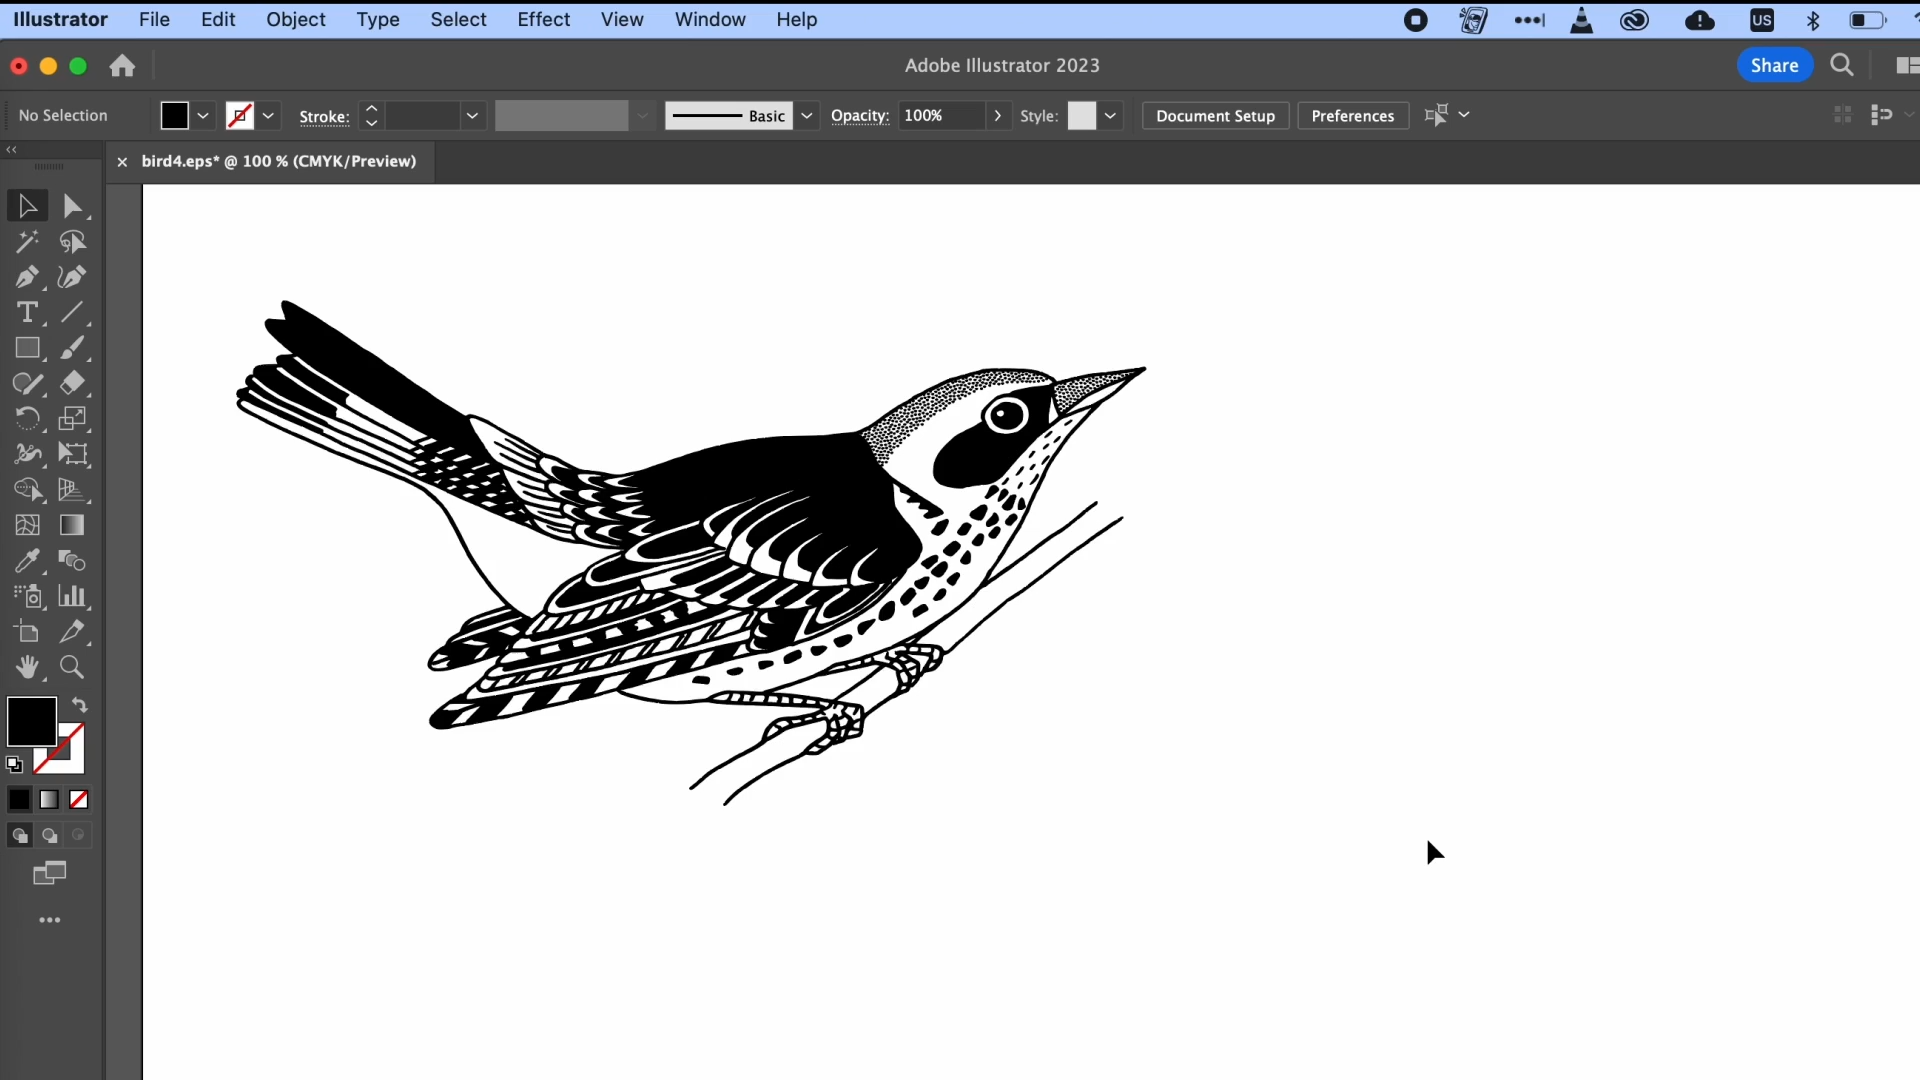 Illustrator File Edit Object Type Select Effect View Window Help US
Adobe Illustrator 2023 Share
No Selection Stroke: Basic Opacity: 100% Style: Document Setup Preferences
bird4.eps* @ 100 % (CMYK/Preview)